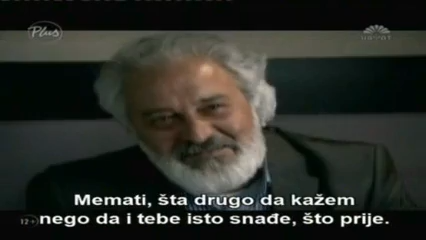 Plus
Memati, šta drugo da kažem
nego da i tebe isto snađe, što prije.
12+